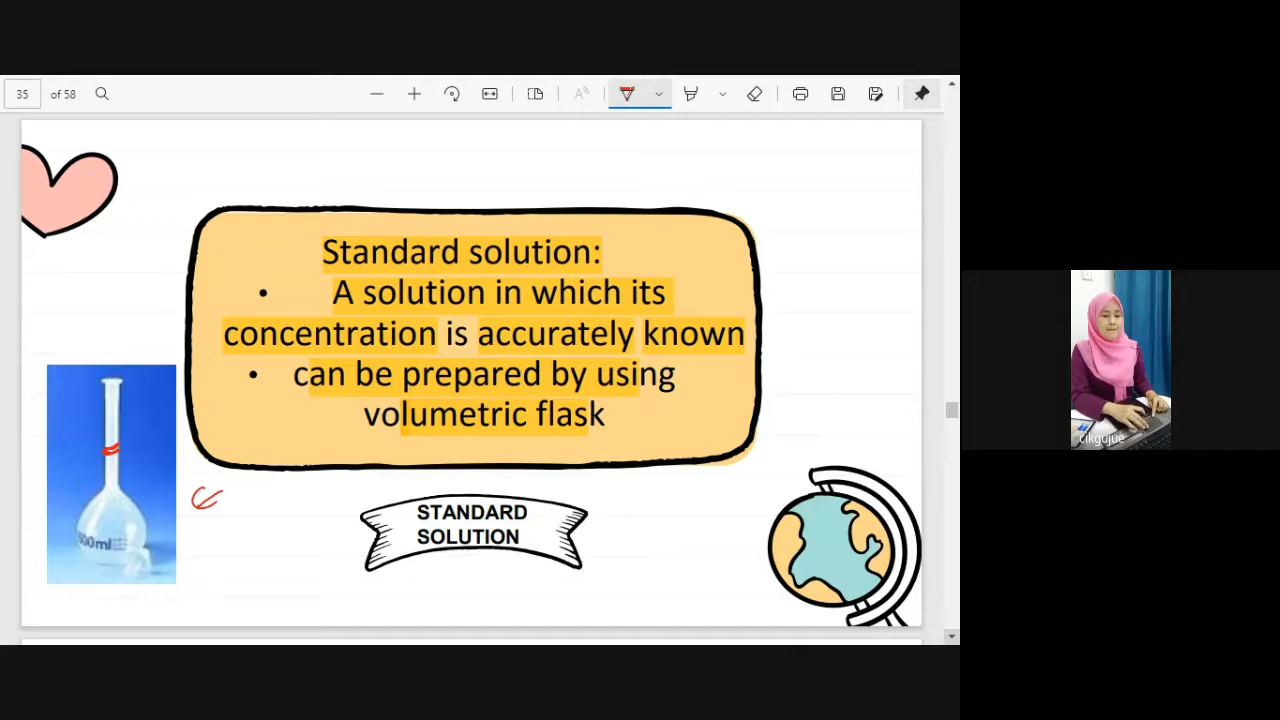 35 of 58
Standard solution:
• A solution in which its
concentration is accurately known
• can be prepared by using
volumetric flask
STANDARD
SOLUTION
cikgujue